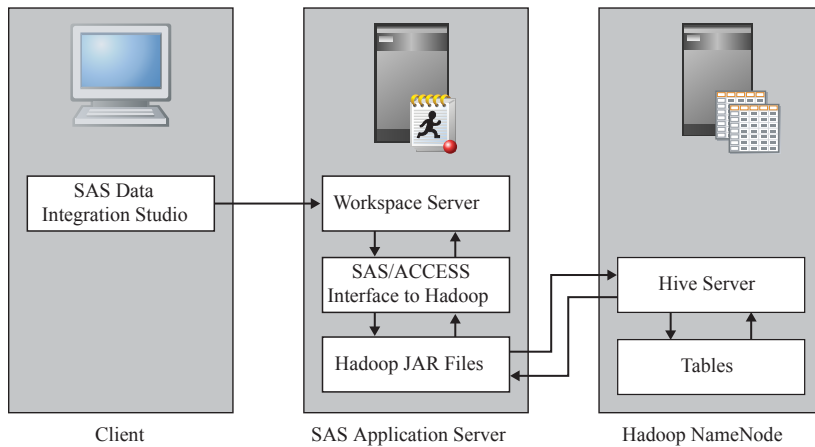 SAS Data
Integration Studio
Workspace Server
SAS/ACCESS
Interface to Hadoop
Hadoop JAR Files
Hive Server
Tables
Client
SAS Application Server
Hadoop NameNode